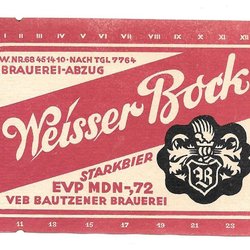 I II III IV V VI VII VIII IX X XI XII
W.NR.68 45 14 10 · NACH TGL 7764
BRAUEREI-ABZUG
Weisser Bock
STARKBIER
EVP MDN -,72
VEB BAUTZENER BRAUEREI
B
11 13 15 17 19 21 23